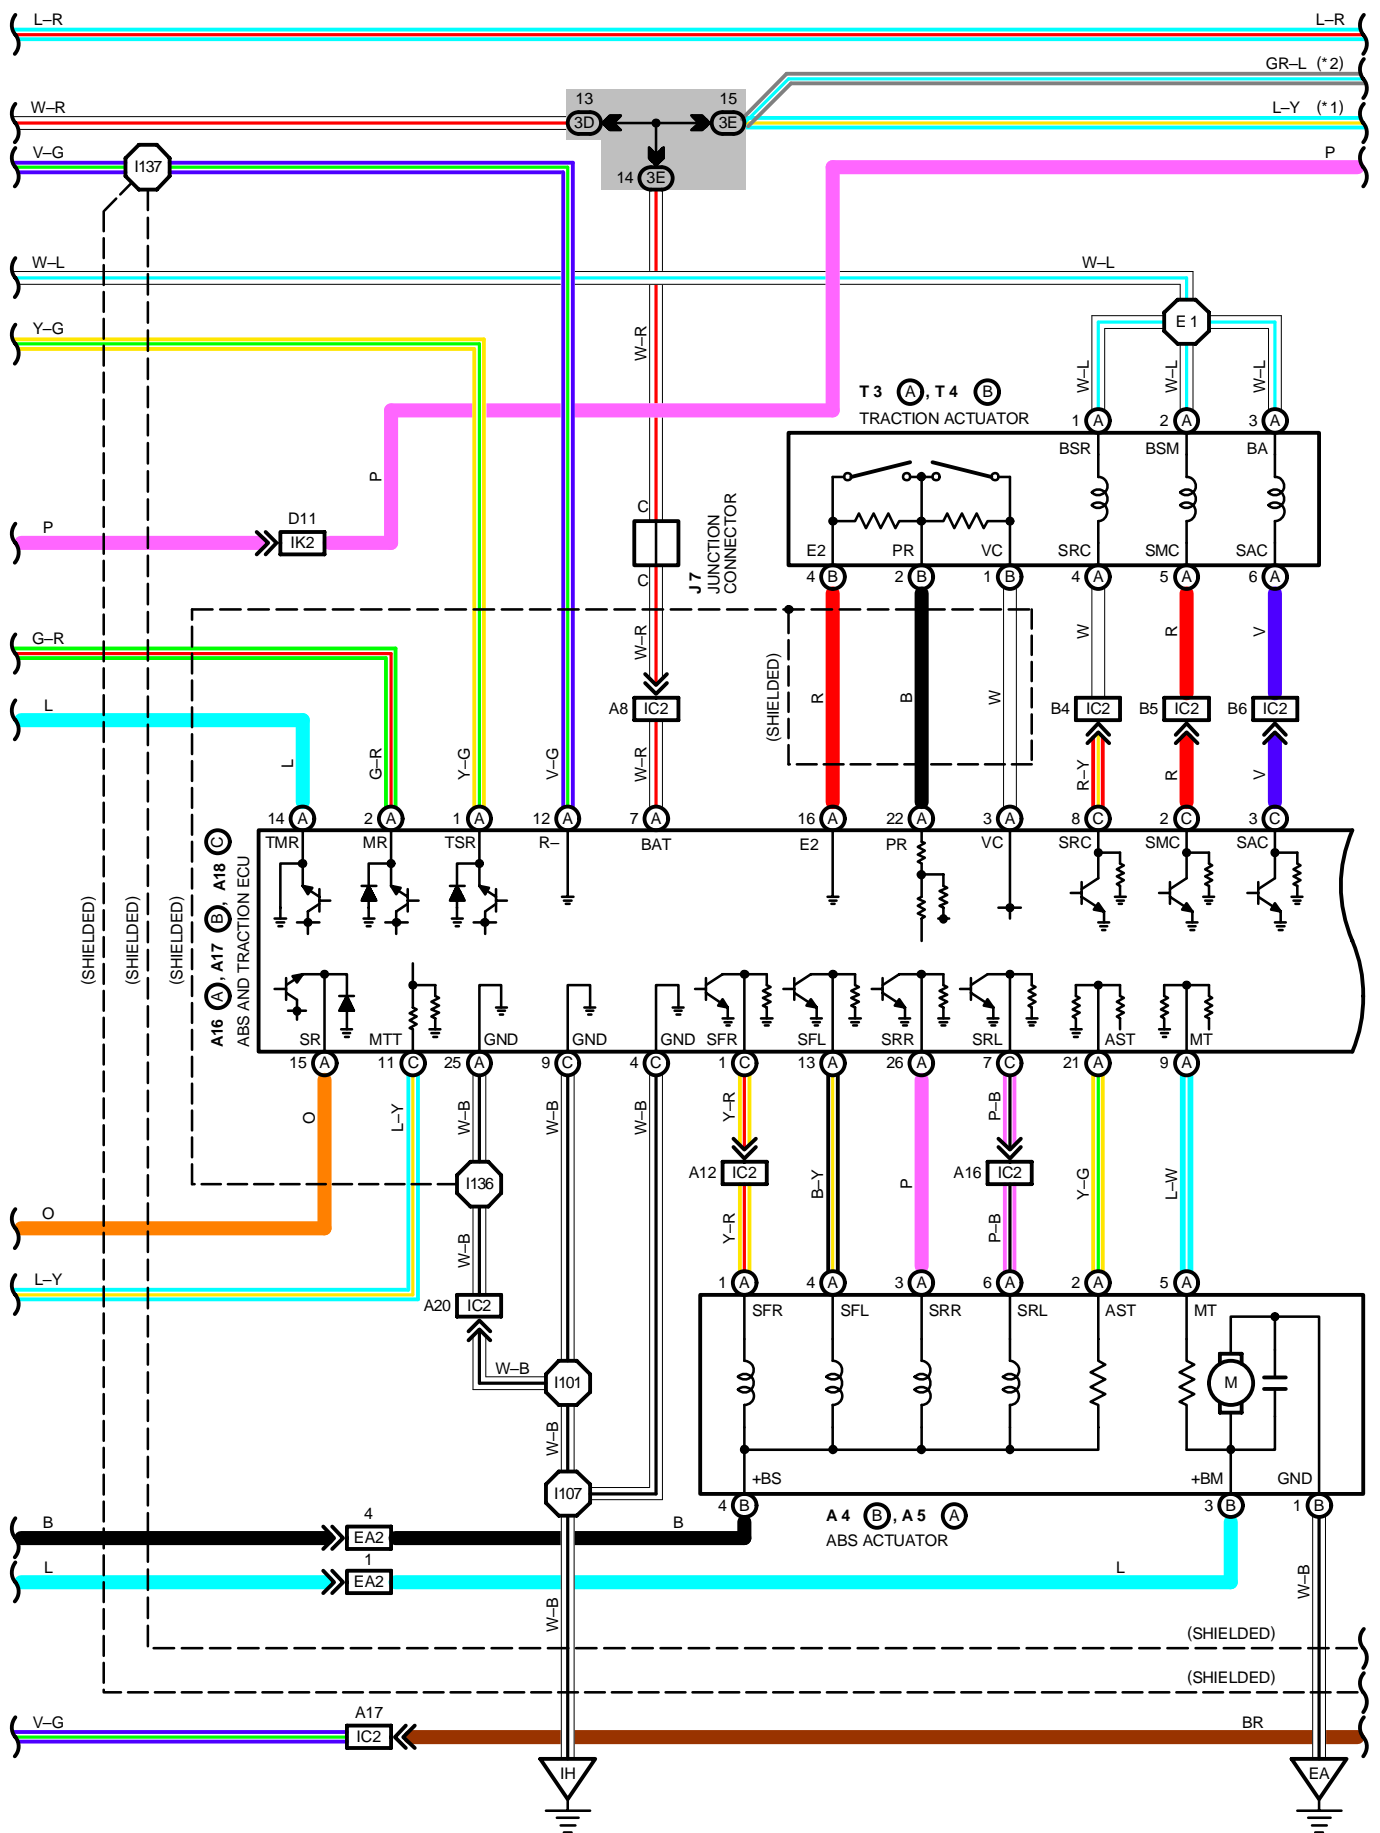 L–R L–R
GR–L (*2)
13 15
W–R 3D 3E L–Y (*1)
V–G I137 P
14 3E
W–L W–L
E 1
Y–G
W–R W–L W–L W–L
T 3 A , T 4 B
TRACTION ACTUATOR
1 A 2 A 3 A
BSR BSM BA
P
C
J 7
JUNCTION
CONNECTOR
C
P D11
IK2
E2 PR VC SRC SMC SAC
4 B 2 B 1 B 4 A 5 A 6 A
G–R
W–R (SHIELDED) R B W W R V
L A8 IC2 B4 IC2 B5 IC2 B6 IC2
L G–R Y–G V–G W–R R–Y R V
14 A 2 A 1 A 12 A 7 A 16 A 22 A 3 A 8 C 2 C 3 C
TMR MR TSR R– BAT E2 PR VC SRC SMC SAC
(SHIELDED) (SHIELDED) (SHIELDED)
A16 A , A17 B , A18 C
ABS AND TRACTION ECU
SR MTT GND GND GND SFR SFL SRR SRL AST MT
15 A 11 C 25 A 9 C 4 C 1 C 13 A 26 A 7 C 21 A 9 A
O L–Y W–B W–B W–B Y–R P–B
I136 A12 IC2 B–Y P A16 IC2 Y–G L–W
O W–B Y–R P–B
L–Y A20 IC2
1 A 4 A 3 A 6 A 2 A 5 A
SFR SFL SRR SRL AST MT
W–B I101 M
W–B
I107 +BS +BM GND
4 B 3 B 1 B
A 4 B , A 5 A
ABS ACTUATOR
B 4 EA2 B
L 1 EA2 L
W–B W–B
(SHIELDED)
(SHIELDED)
V–G A17 IC2 BR
IH EA